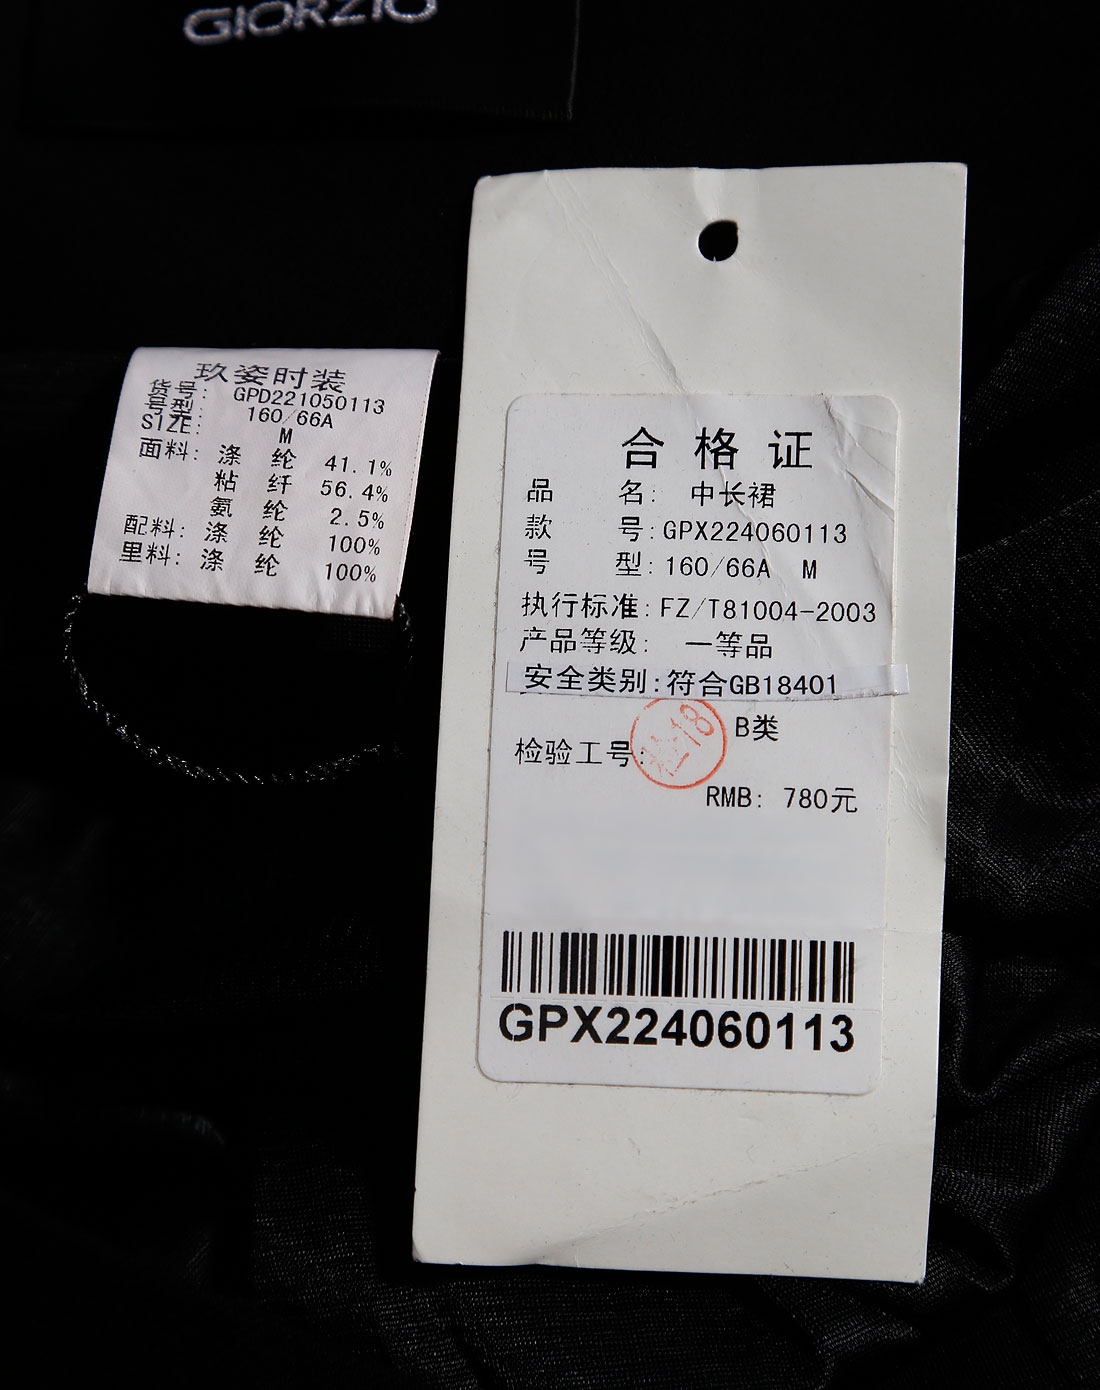 GIORZIO
玖姿时装
货号: GPD221050113
号型: 160/66A
SIZE: M
面料: 涤 纶 41.1%
粘 纤 56.4%
氨 纶 2.5%
配料: 涤 纶 100%
里料: 涤 纶 100%
合格证
品 名: 中长裙
款 号:GPX224060113
号 型:160/66A M
执行标准:FZ/T81004-2003
产品等级: 一等品
安全类别:符合GB18401
B类
检验工号:
检18
RMB: 780元
GPX224060113